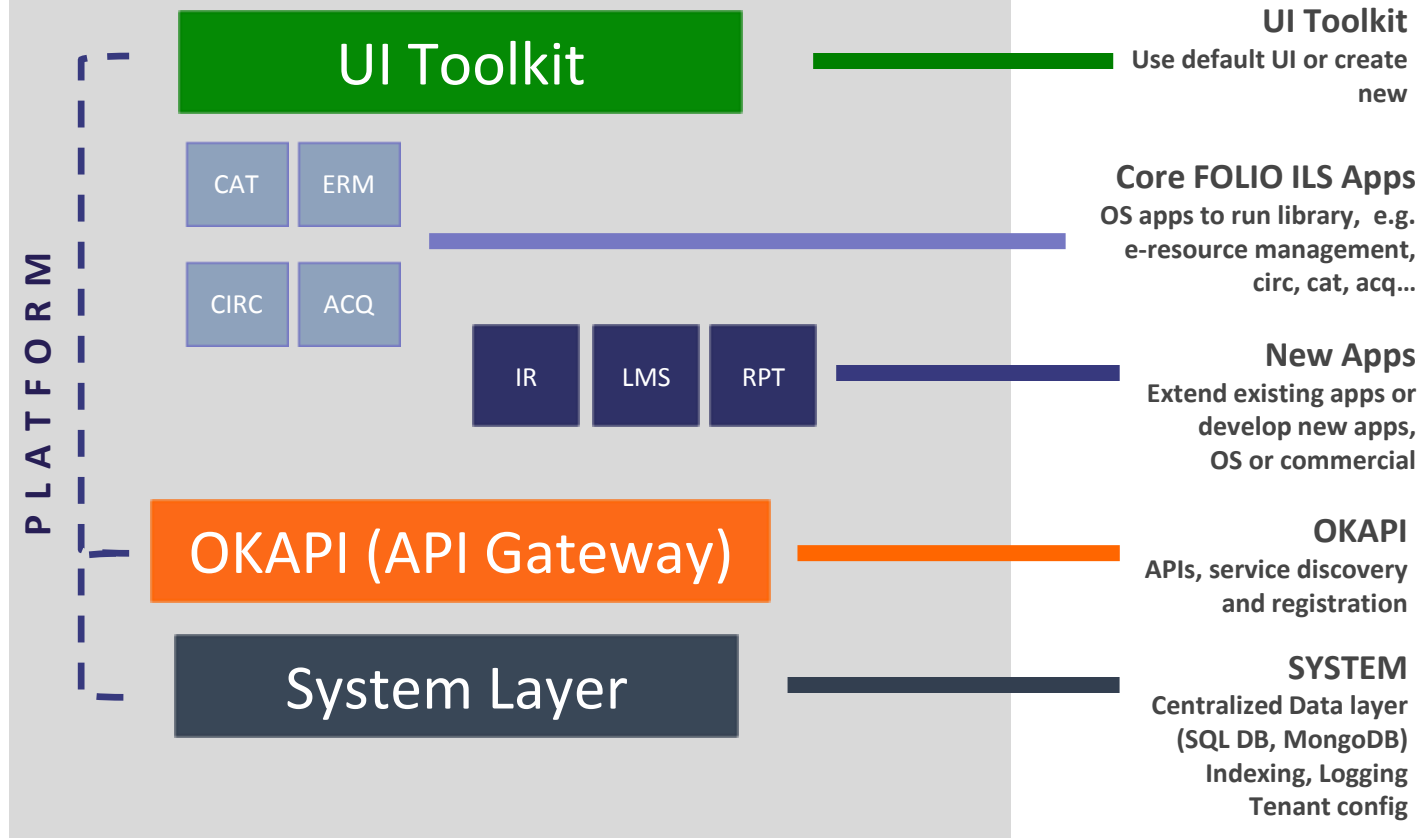 PLATFORM
UI Toolkit
CAT
ERM
CIRC
ACQ
IR
LMS
RPT
OKAPI (API Gateway)
System Layer
UI Toolkit
Use default UI or create
new
Core FOLIO ILS Apps
OS apps to run library, e.g.
e-resource management,
circ, cat, acq…
New Apps
Extend existing apps or
develop new apps,
OS or commercial
OKAPI
APIs, service discovery
and registration
SYSTEM
Centralized Data layer
(SQL DB, MongoDB)
Indexing, Logging
Tenant config